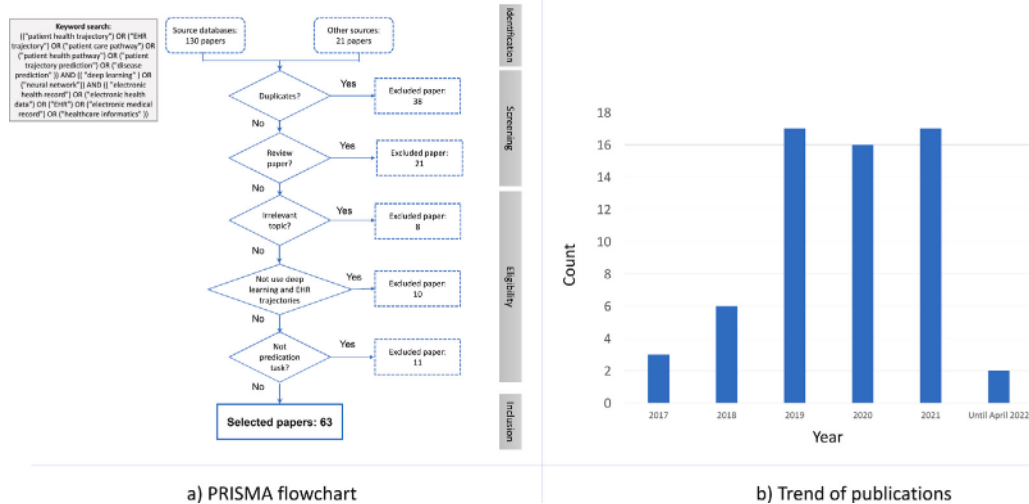 Keyword search:
(("patient health trajectory") OR ("EHR
trajectory") OR ("patient care pathway") OR
("patient health pathway") OR ("patient
trajectory prediction") OR ("disease
prediction" )) AND (( "deep learning" ) OR
("neural network")) AND (( "electronic
health record") OR ("electronic health
data") OR ("EHR") OR ("electronic medical
record") OR ("healthcare informatics" ))
Source databases:
130 papers
Other sources:
21 papers
Duplicates?
Yes
Excluded paper:
38
No
Review
paper?
Yes
Excluded paper:
21
No
Irrelevant
topic?
Yes
Excluded paper:
8
No
Not use deep
learning and EHR
trajectories
Yes
Excluded paper:
10
No
Not
predication
task?
Yes
Excluded paper:
11
No
Selected papers: 63
Identification
Screening
Eligibility
Inclusion
a) PRISMA flowchart
18
16
14
12
10
8
6
4
2
0
Count
2017
2018
2019
2020
2021
Until April 2022
Year
b) Trend of publications